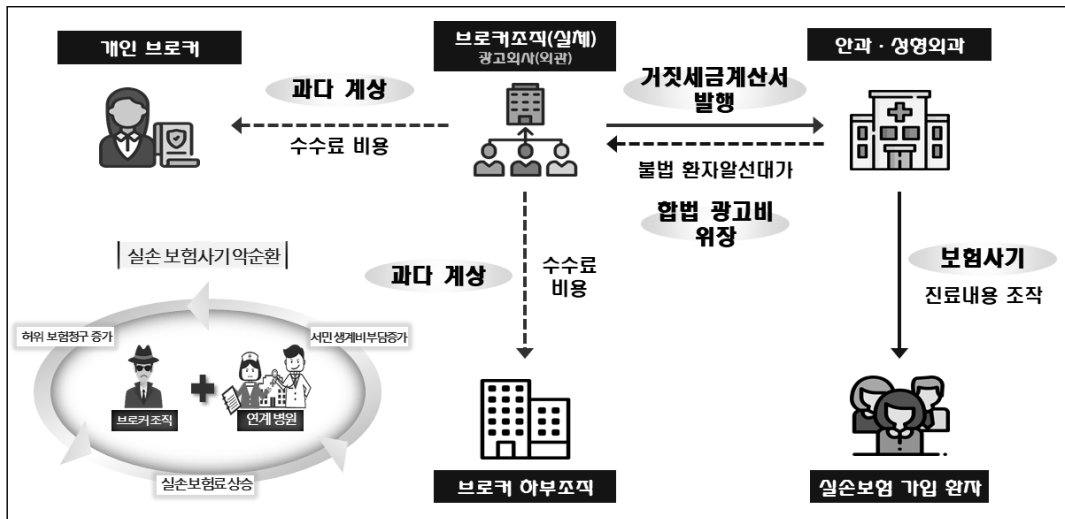 개인 브로커
브로커조직(실체)
광고회사(외관)
안과 · 성형외과
과다 계상
수수료 비용
거짓세금계산서
발행
불법 환자알선대가
합법 광고비
위장
과다 계상
수수료
비용
보험사기
진료내용 조작
실손 보험사기 악순환
허위 보험청구 증가
서민 생계비 부담증가
브로커 조직
연계 병원
실손보험료 상승
브로커 하부조직
실손보험 가입 환자